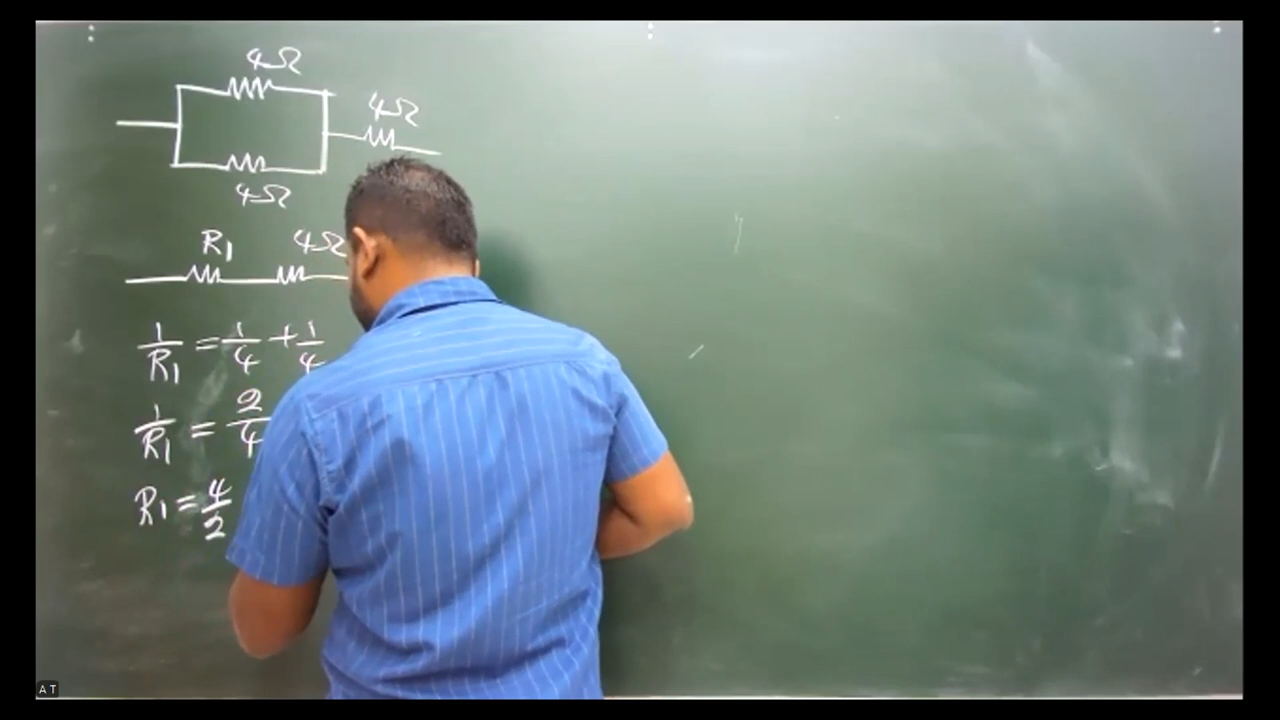 4Ω
4Ω
4Ω
R₁ 4Ω
1/R₁ = 1/4 + 1/4
1/R₁ = 2/4
R₁ = 4/2
A T